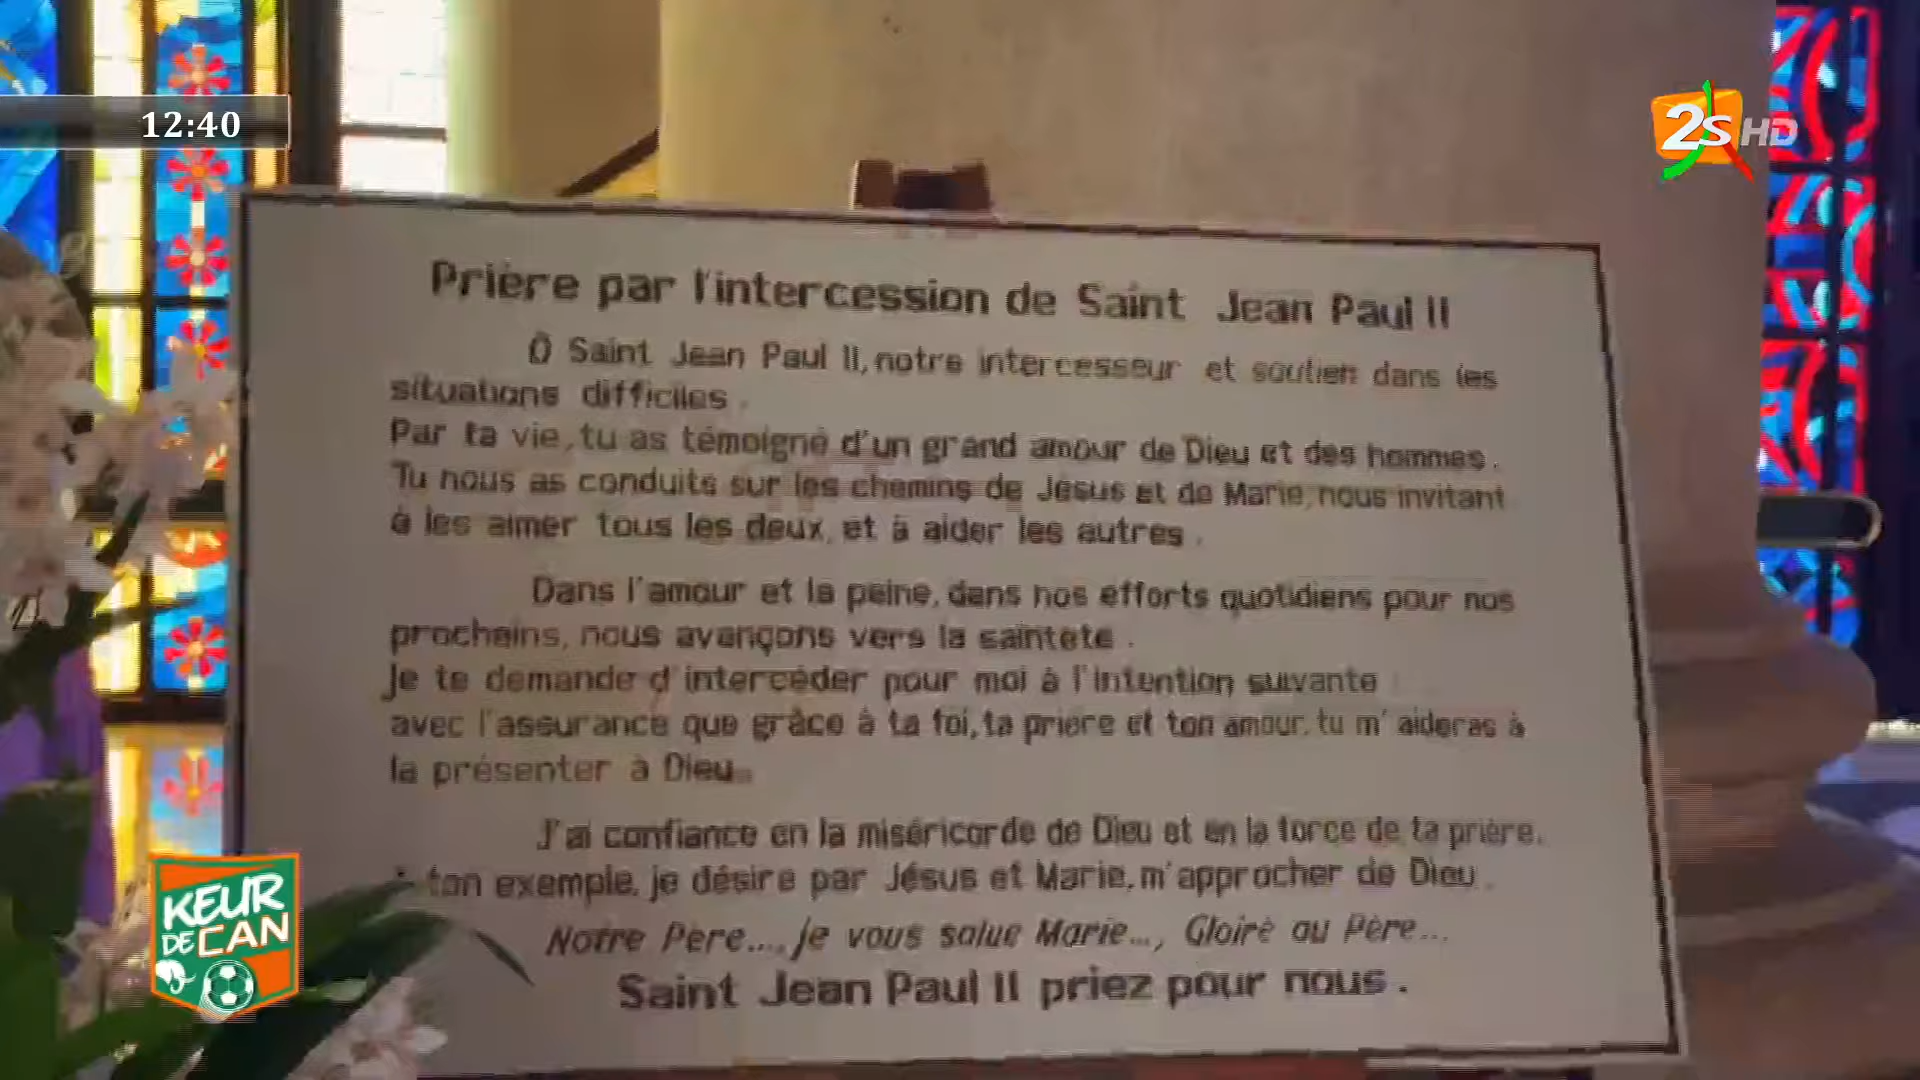 12:40
2S HD
Prière par l'intercession de Saint Jean Paul II
Ô Saint Jean Paul II, notre intercesseur et soutien dans les
situations difficiles.
Par ta vie, tu as témoigné d'un grand amour de Dieu et des hommes.
Tu nous as conduits sur les chemins de Jésus et de Marie, nous invitant
à les aimer tous les deux, et à aider les autres.
Dans l'amour et la peine, dans nos efforts quotidiens pour nos
prochains, nous avançons vers la sainteté.
Je te demande d'intercéder pour moi à l'intention suivante
avec l'assurance que grâce à ta foi, ta prière et ton amour, tu m'aideras à
la présenter à Dieu
J'ai confiance en la miséricorde de Dieu et en la force de ta prière.
ton exemple, je désire par Jésus et Marie, m'approcher de Dieu.
Notre Père..., je vous salue Marie..., Gloire au Père...
Saint Jean Paul II priez pour nous.
KEUR
DE CAN